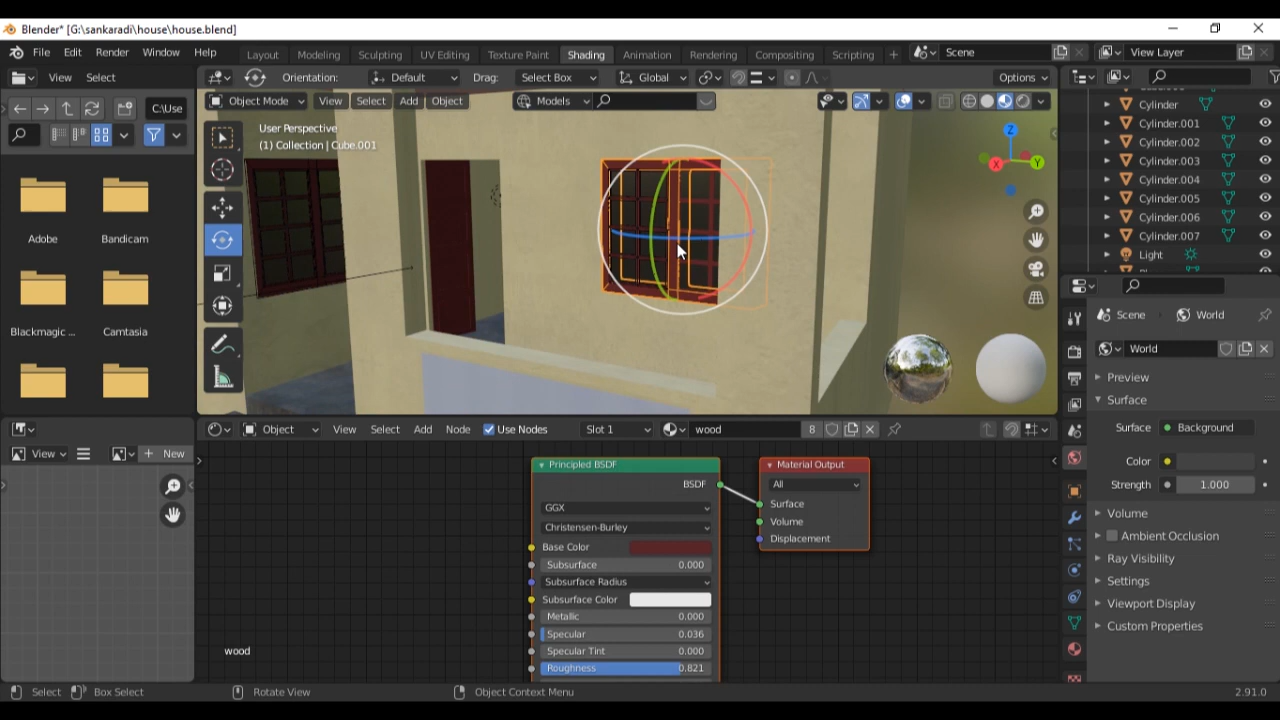 Blender* [G:\sankaradi\house\house.blend]
File Edit Render Window Help
Layout Modeling Sculpting UV Editing Texture Paint Shading Animation Rendering Compositing Scripting + Scene View Layer
View Select
Orientation: Default Drag: Select Box Global Options
C:\Use
Object Mode View Select Add Object Models
User Perspective
(1) Collection | Cube.001
Z
X
Y
Adobe
Bandicam
Blackmagic ...
Camtasia
Cylinder
Cylinder.001
Cylinder.002
Cylinder.003
Cylinder.004
Cylinder.005
Cylinder.006
Cylinder.007
Light
Scene World
World
Preview
Surface
Surface Background
Color
Strength 1.000
Volume
Ambient Occlusion
Ray Visibility
Settings
Viewport Display
Custom Properties
View + New
Object View Select Add Node Use Nodes Slot 1 wood 8
Principled BSDF
BSDF
GGX
Christensen-Burley
Base Color
Subsurface 0.000
Subsurface Radius
Subsurface Color
Metallic 0.000
Specular 0.036
Specular Tint 0.000
Roughness 0.821
Material Output
All
Surface
Volume
Displacement
wood
Select Box Select Rotate View Object Context Menu 2.91.0